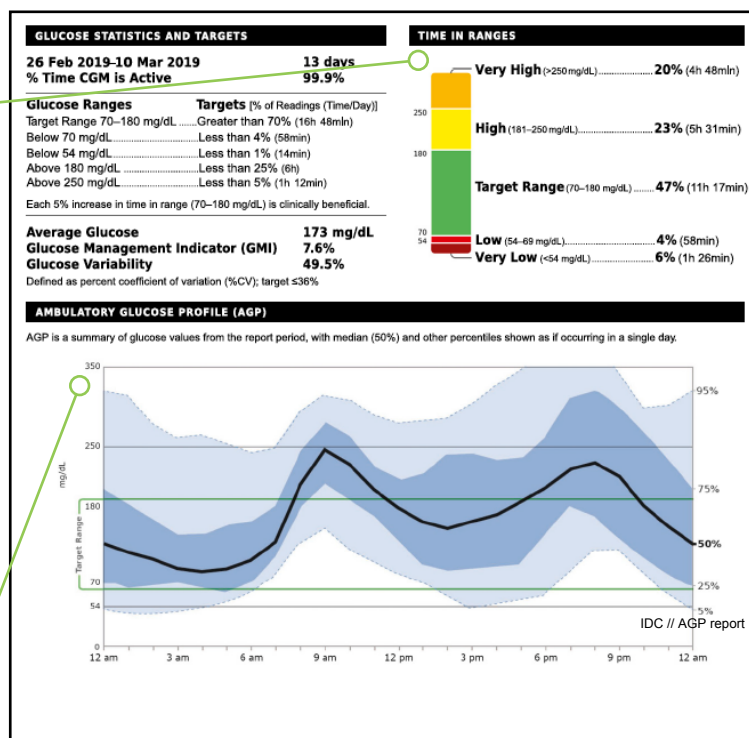 GLUCOSE STATISTICS AND TARGETS
26 Feb 2019–10 Mar 2019 13 days
% Time CGM is Active 99.9%
Glucose Ranges Targets [% of Readings (Time/Day)]
Target Range 70–180 mg/dL ......Greater than 70% (16h 48min)
Below 70 mg/dL......................Less than 4% (58min)
Below 54 mg/dL......................Less than 1% (14min)
Above 180 mg/dL ....................Less than 25% (6h)
Above 250 mg/dL....................Less than 5% (1h 12min)
Each 5% increase in time in range (70–180 mg/dL) is clinically beneficial.
Average Glucose 173 mg/dL
Glucose Management Indicator (GMI) 7.6%
Glucose Variability 49.5%
Defined as percent coefficient of variation (%CV); target ≤36%
TIME IN RANGES
Very High (>250 mg/dL).................. 20% (4h 48min)
250
High (181–250 mg/dL)........................ 23% (5h 31min)
180
Target Range (70–180 mg/dL) ........ 47% (11h 17min)
70
54
Low (54–69 mg/dL)............................ 4% (58min)
Very Low (<54 mg/dL)...................... 6% (1h 26min)
AMBULATORY GLUCOSE PROFILE (AGP)
AGP is a summary of glucose values from the report period, with median (50%) and other percentiles shown as if occurring in a single day.
350
95%
250
mg/dL
75%
180
Target Range
50%
70
25%
54
5%
IDC // AGP report
0
12 am 3 am 6 am 9 am 12 pm 3 pm 6 pm 9 pm 12 am